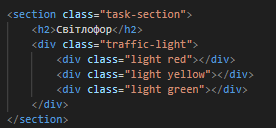 <section class="task-section">
<h2>Світлофор</h2>
<div class="traffic-light">
<div class="light red"></div>
<div class="light yellow"></div>
<div class="light green"></div>
</div>
</section>